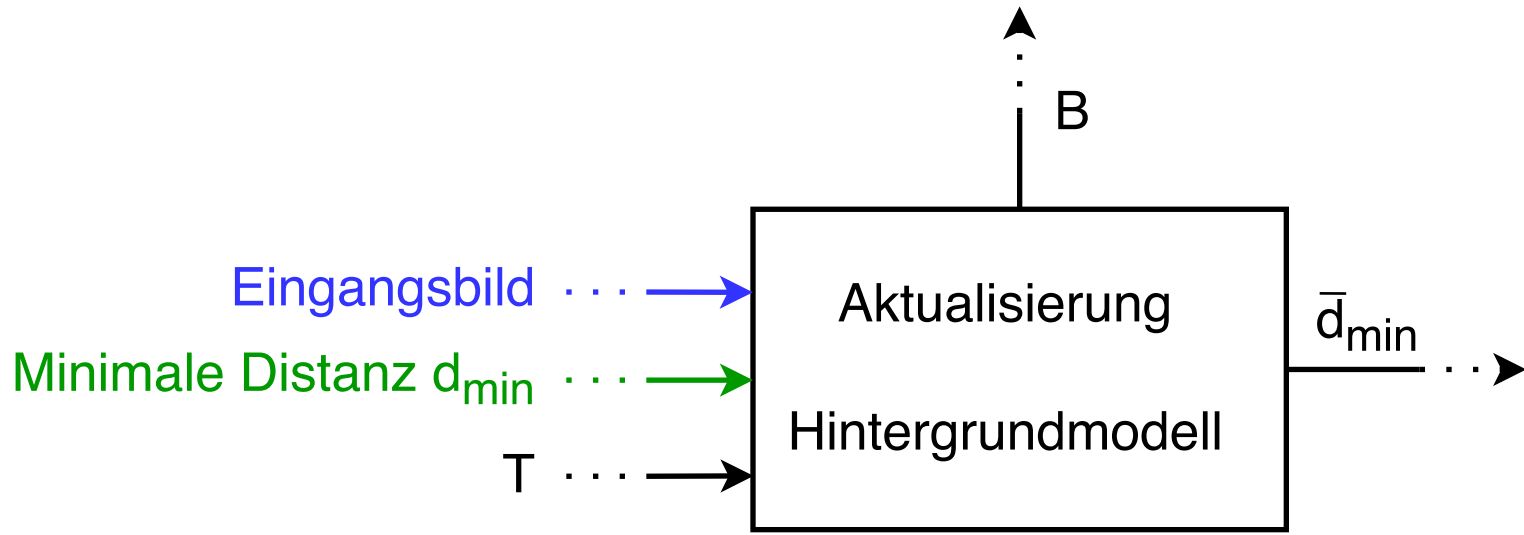 B
Eingangsbild
Aktualisierung
d̅min
Minimale Distanz dmin
Hintergrundmodell
T